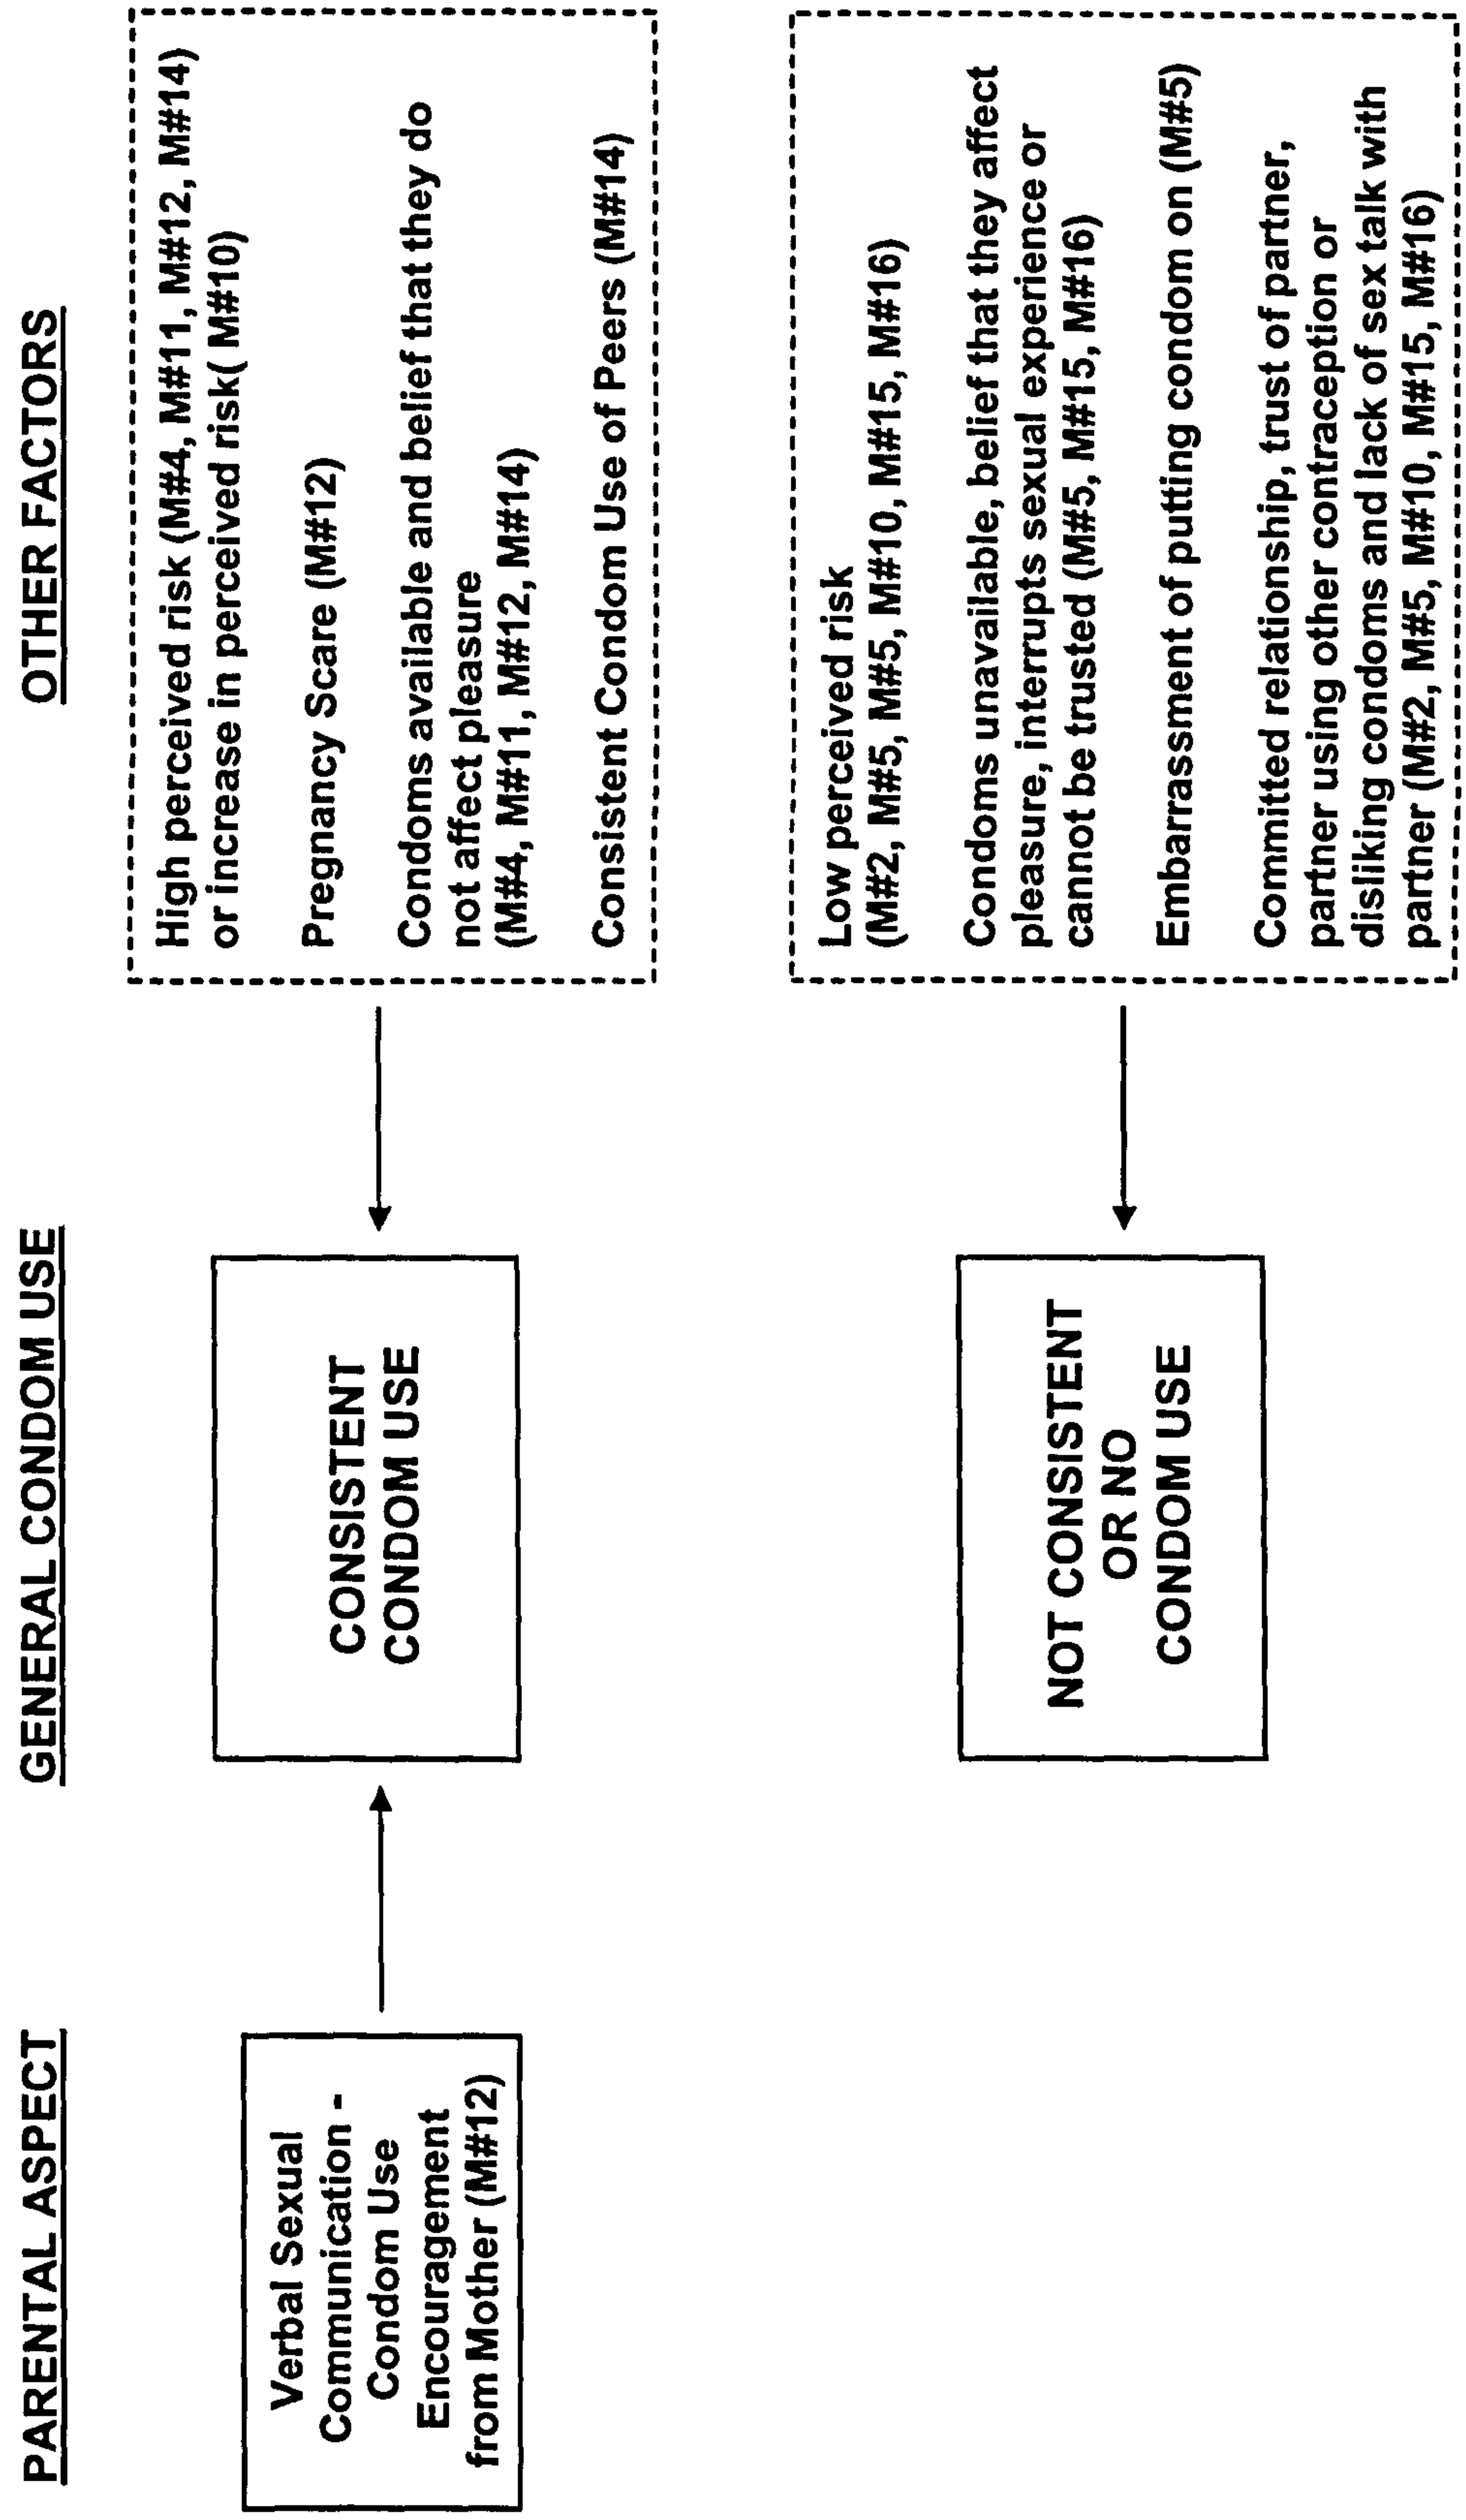 PARENTAL ASPECT
GENERAL CONDOM USE
OTHER FACTORS
Verbal Sexual
Communication -
Condom Use
Encouragement
from Mother (M#12)
CONSISTENT
CONDOM USE
High perceived risk (M#4, M#11, M#12, M#14)
or increase in perceived risk( M#10)
Pregnancy Scare (M#12)
Condoms available and belief that they do
not affect pleasure
(M#4, M#11, M#12, M#14)
Consistent Condom Use of Peers (M#14)
NOT CONSISTENT
OR NO
CONDOM USE
Low perceived risk
(M#2, M#5, M#5, M#10, M#15, M#16)
Condoms unavailable, belief that they affect
pleasure, interrupts sexual experience or
cannot be trusted (M#5, M#15, M#16)
Embarrassment of putting condom on (M#5)
Committed relationship, trust of partner,
partner using other contraception or
disliking condoms and lack of sex talk with
partner (M#2, M#5, M#10, M#15, M#16)